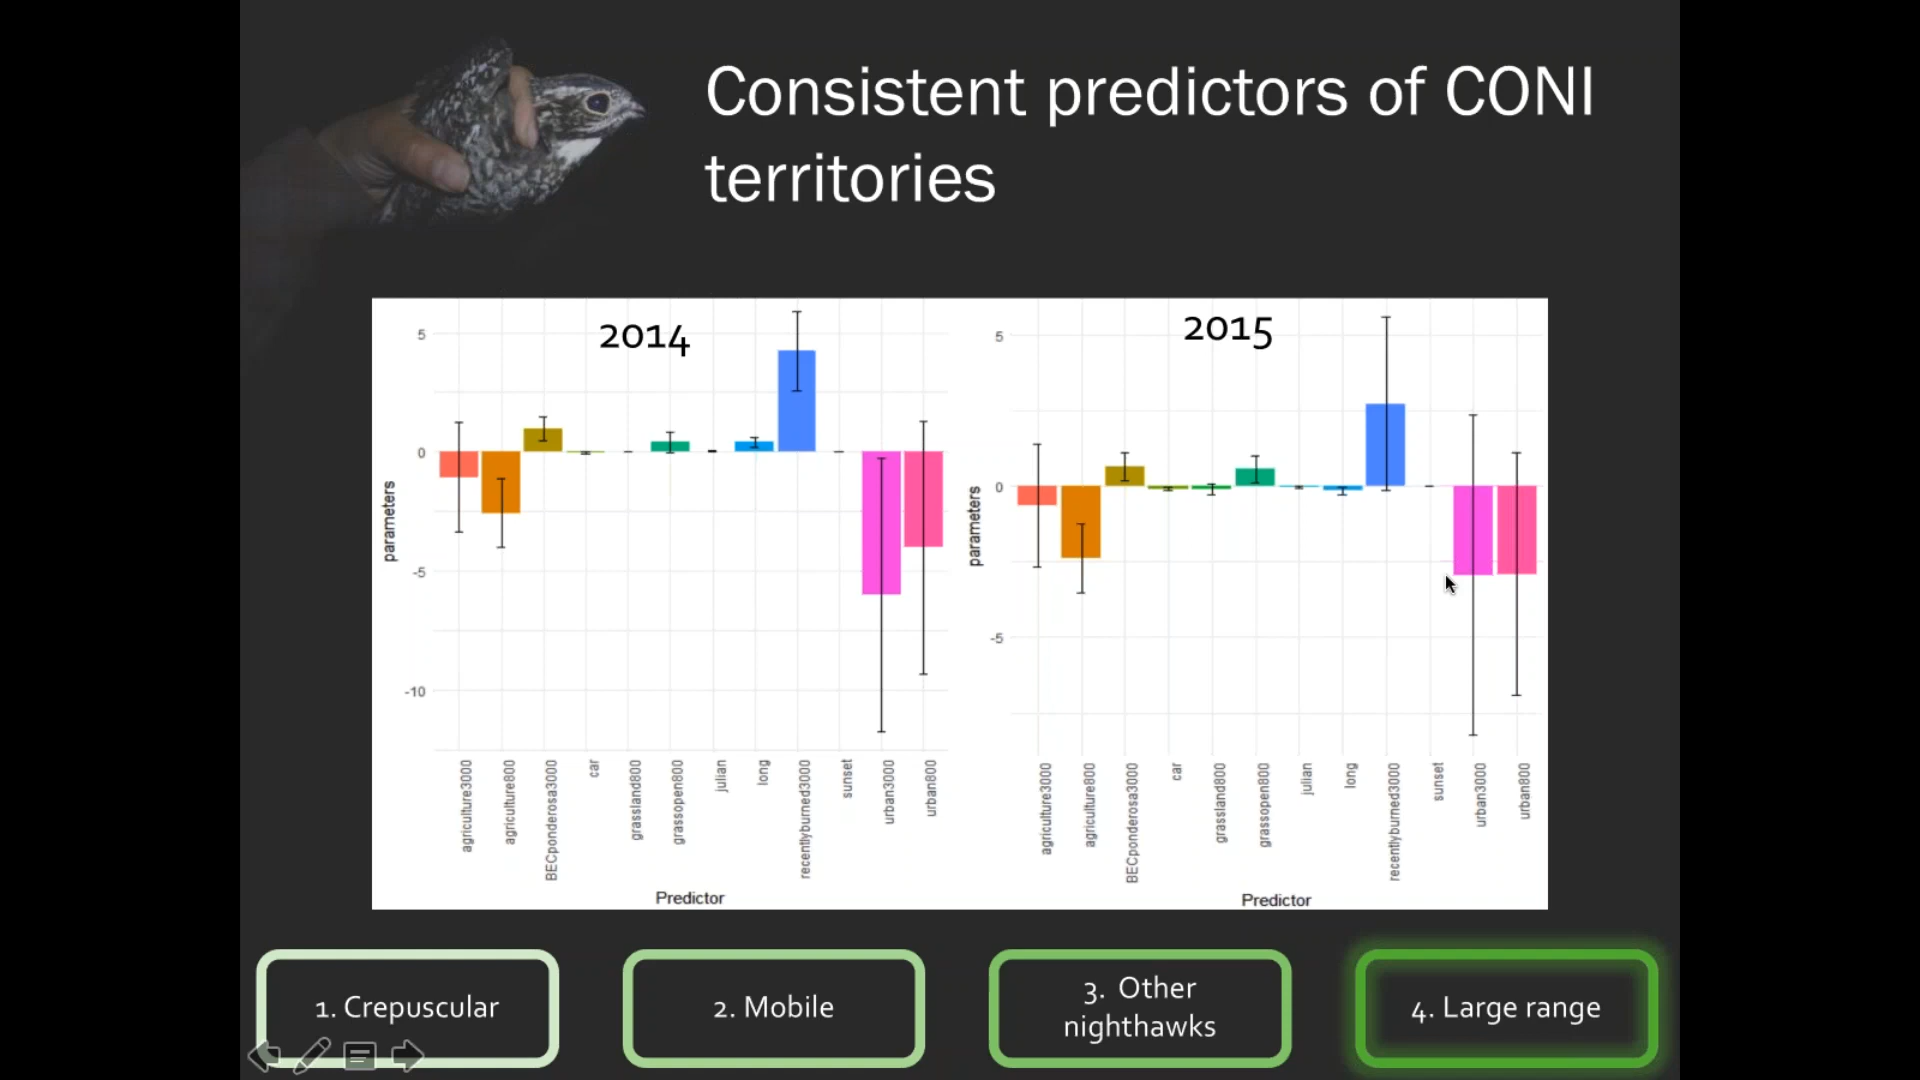 Consistent predictors of CONI
territories
2014
5
0
-5
-10
parameters
agriculture3000
agriculture800
BECponderosa3000
car
grassland800
grassopen800
julian
long
recentlyburned3000
sunset
urban3000
urban800
Predictor
2015
5
0
-5
parameters
agriculture3000
agriculture800
BECponderosa3000
car
grassland800
grassopen800
julian
long
recentlyburned3000
sunset
urban3000
urban800
Predictor
1. Crepuscular
2. Mobile
3. Other
nighthawks
4. Large range